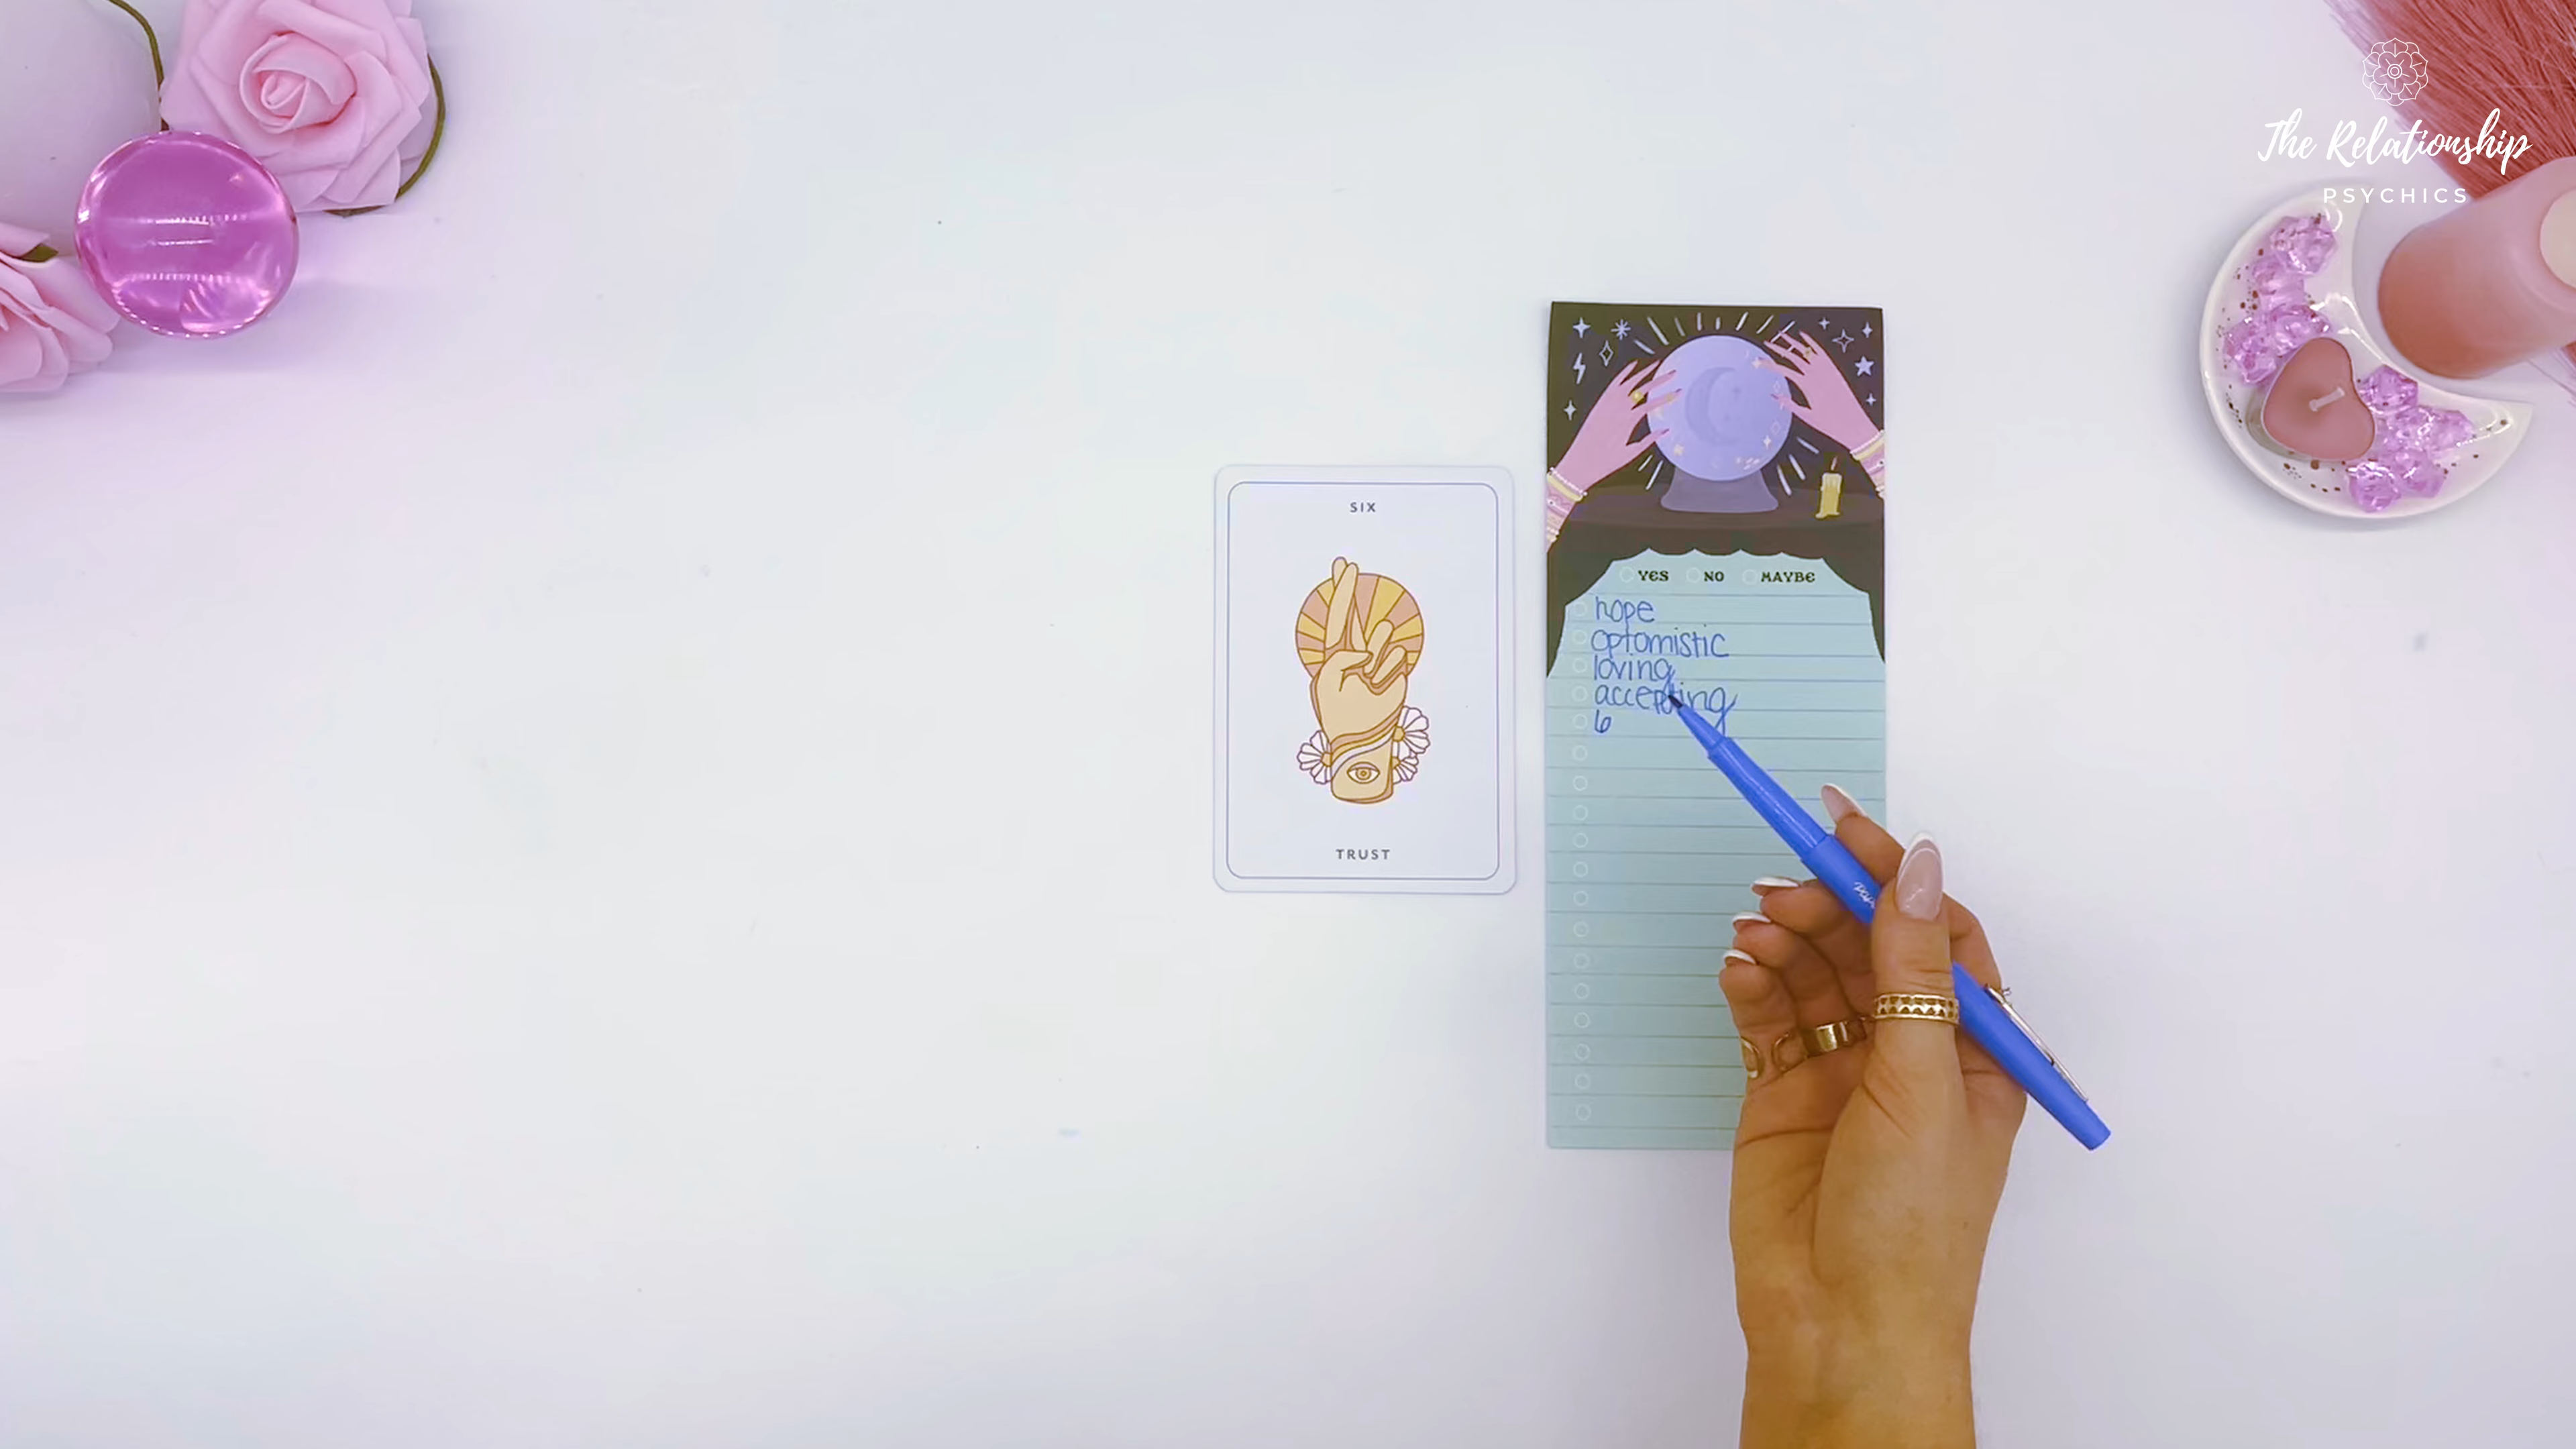 The Relationship
PSYCHICS
SIX
TRUST
YES NO MAYBE
hope
optomistic
loving
accepting
6